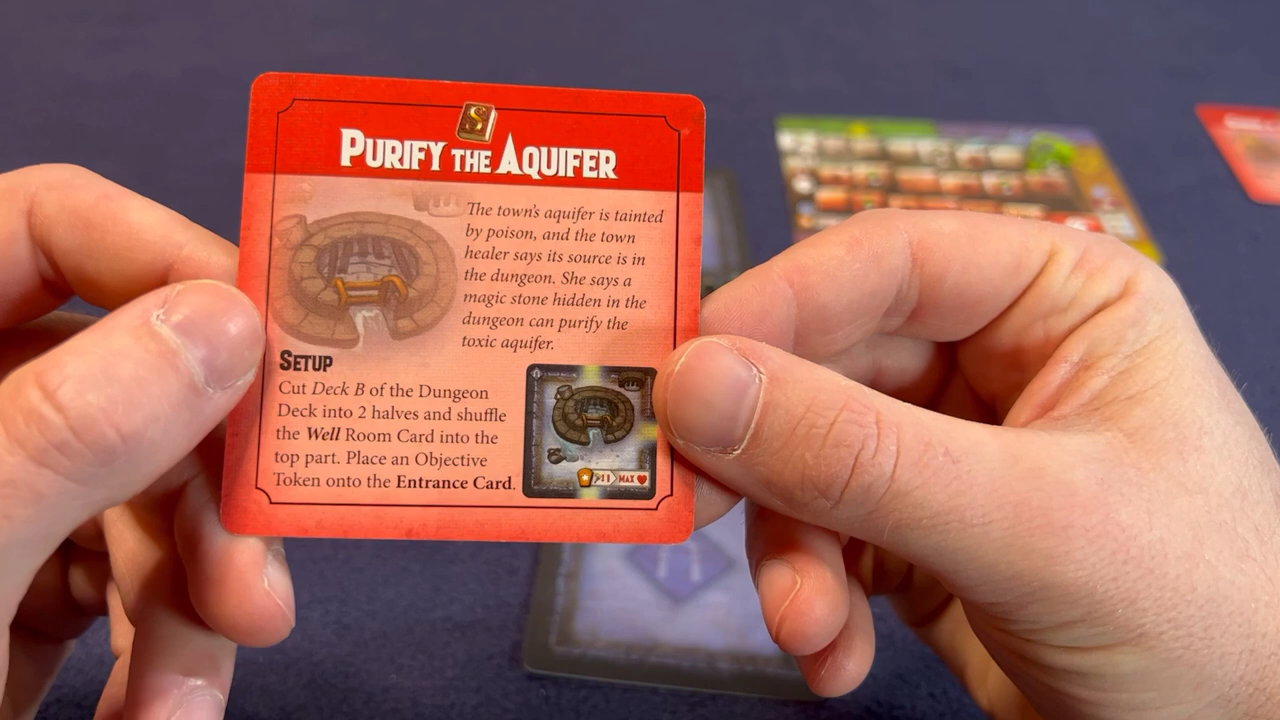 S
PURIFY THE AQUIFER
The town's aquifer is tainted
by poison, and the town
healer says its source is in
the dungeon. She says a
magic stone hidden in the
dungeon can purify the
toxic aquifer.
SETUP
Cut Deck B of the Dungeon
Deck into 2 halves and shuffle
the Well Room Card into the
top part. Place an Objective
Token onto the Entrance Card.
MAX